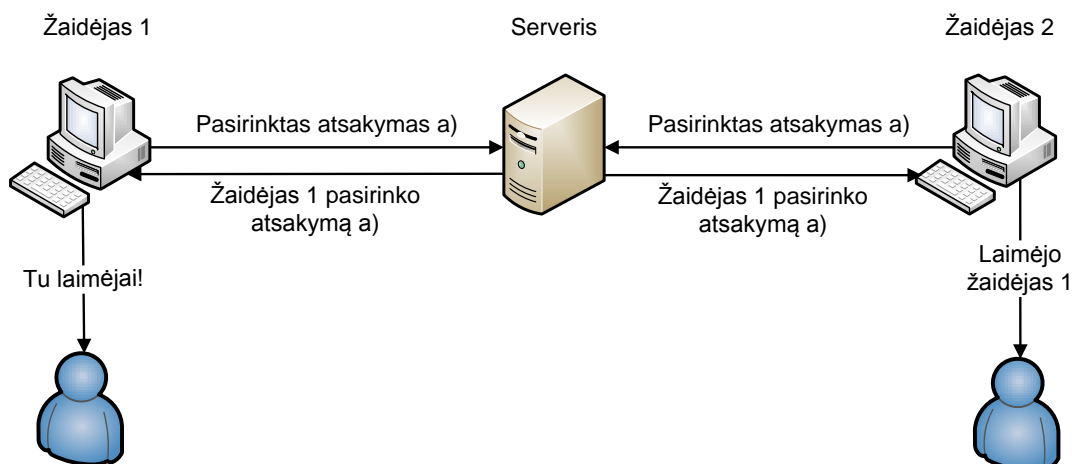 Žaidėjas 1
Serveris
Žaidėjas 2
Pasirinktas atsakymas a)
Pasirinktas atsakymas a)
Žaidėjas 1 pasirinko
atsakymą a)
Žaidėjas 1 pasirinko
atsakymą a)
Tu laimėjai!
Laimėjo
žaidėjas 1